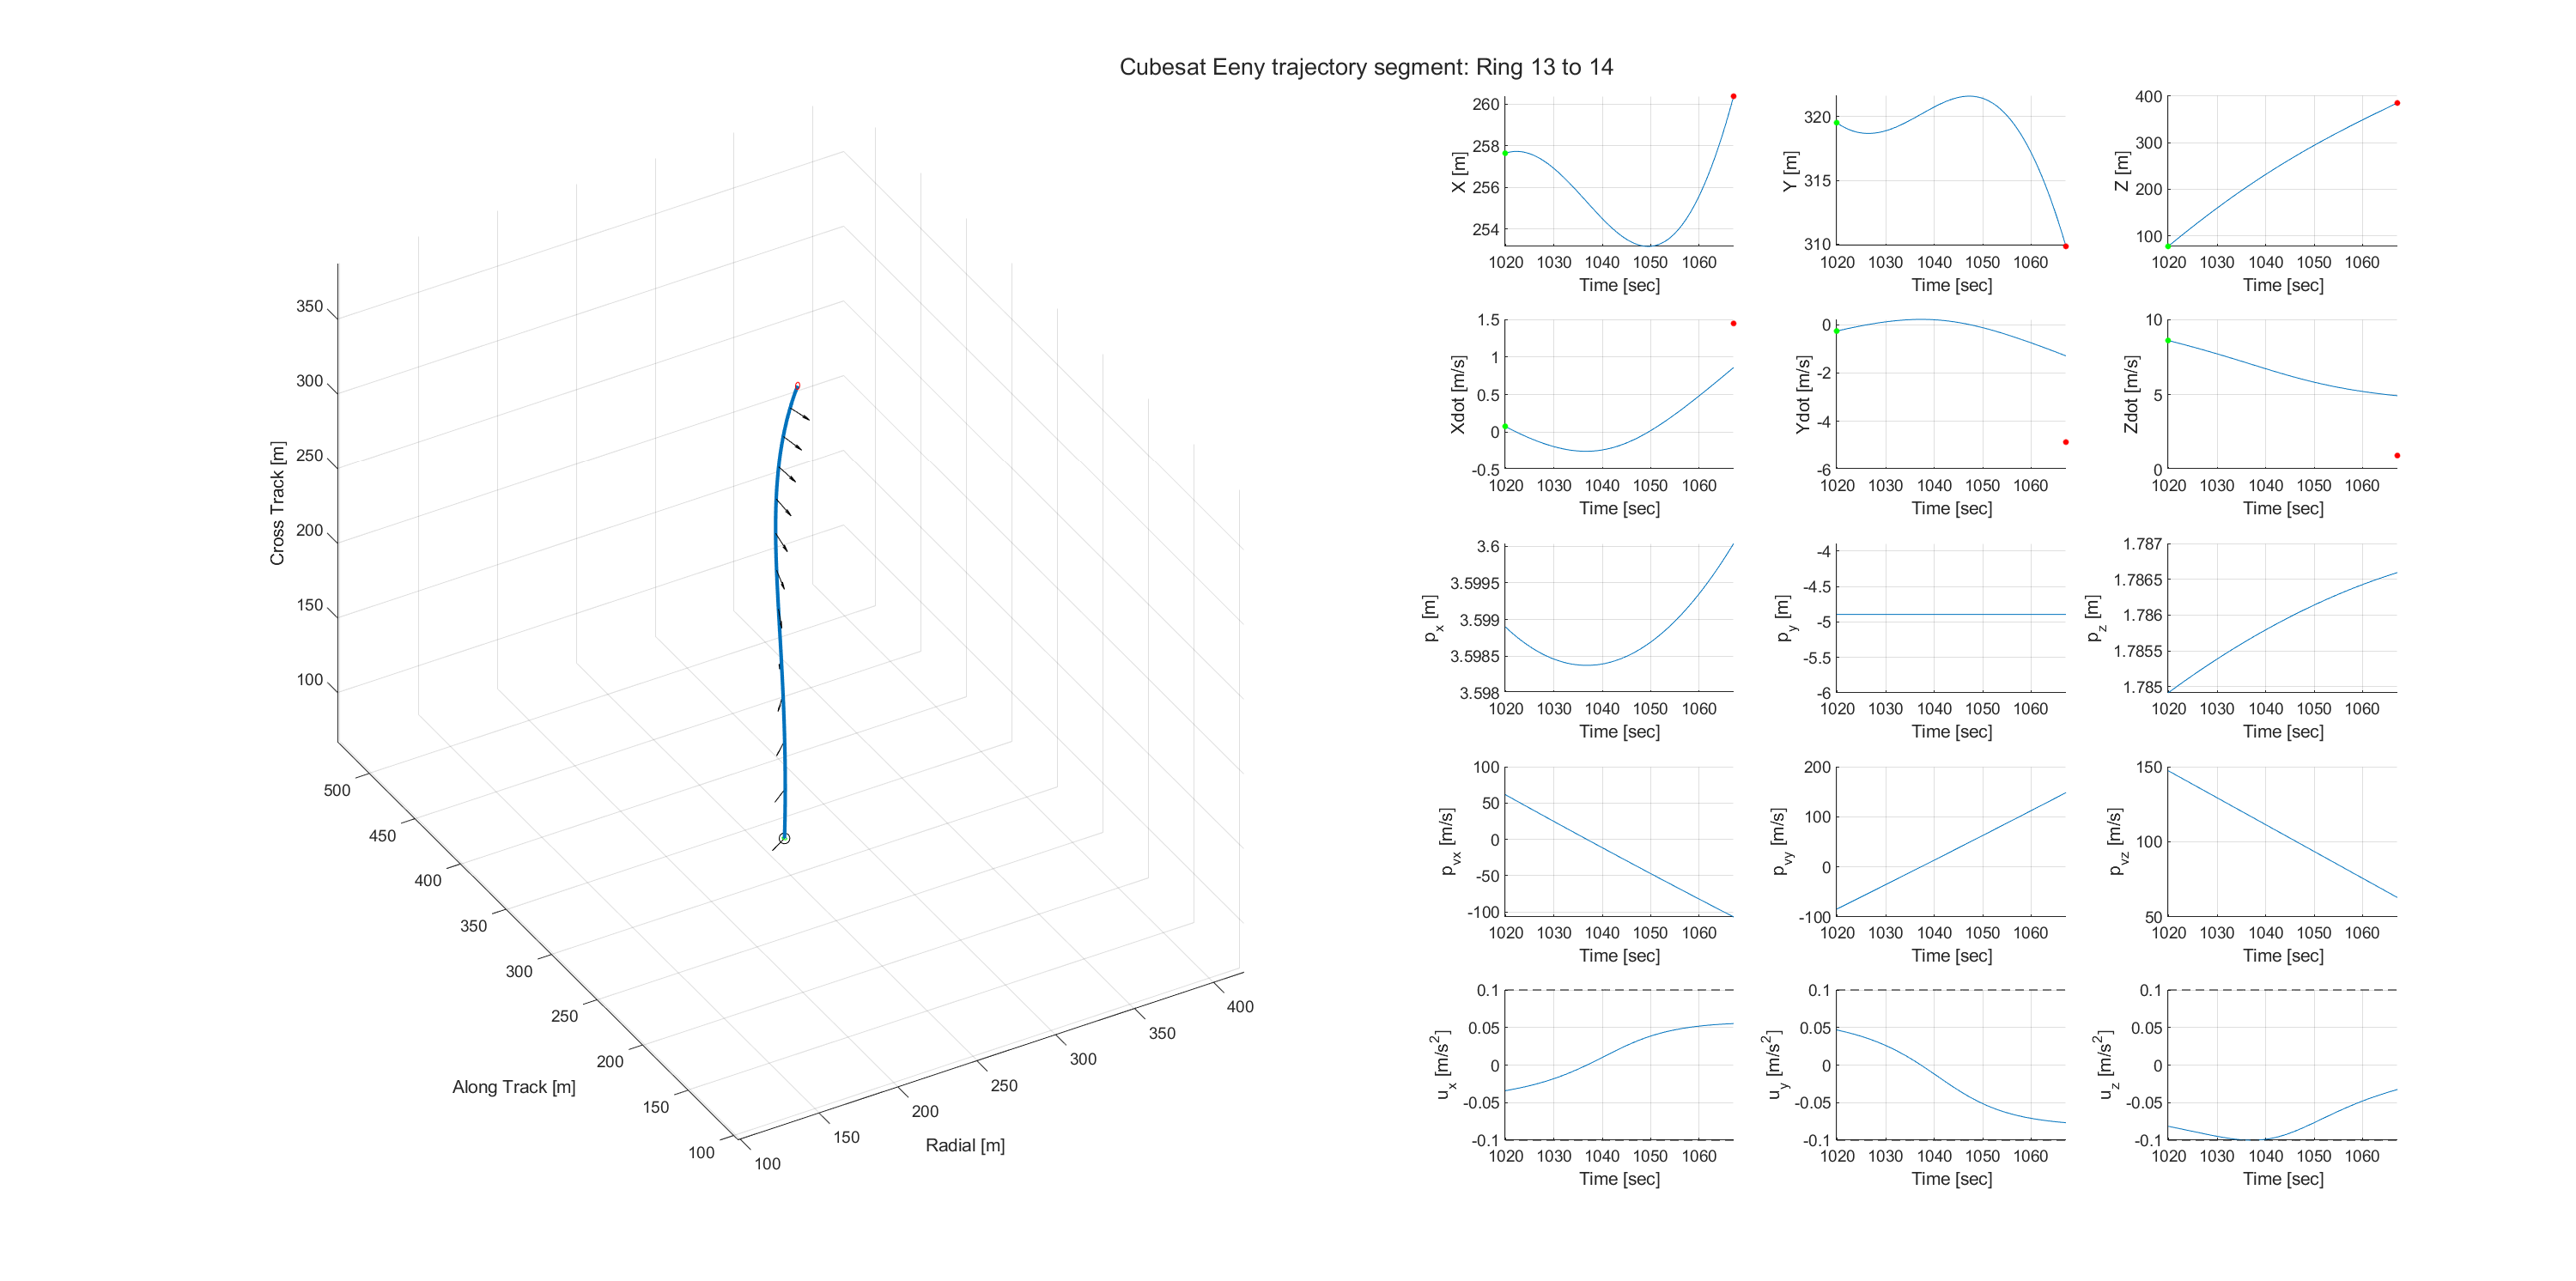 Cubesat Eeny trajectory segment: Ring 13 to 14
Cross Track [m]
350
300
250
200
150
100
Along Track [m]
500
450
400
350
300
250
200
150
100
Radial [m]
100
150
200
250
300
350
400
X [m]
260
258
256
254
1020 1030 1040 1050 1060
Time [sec]
Y [m]
320
315
310
1020 1030 1040 1050 1060
Time [sec]
Z [m]
400
300
200
100
1020 1030 1040 1050 1060
Time [sec]
Xdot [m/s]
1.5
1
0.5
0
-0.5
1020 1030 1040 1050 1060
Time [sec]
Ydot [m/s]
0
-2
-4
-6
1020 1030 1040 1050 1060
Time [sec]
Zdot [m/s]
10
5
0
1020 1030 1040 1050 1060
Time [sec]
p_x [m]
3.6
3.5995
3.599
3.5985
3.598
1020 1030 1040 1050 1060
Time [sec]
p_y [m]
-4
-4.5
-5
-5.5
-6
1020 1030 1040 1050 1060
Time [sec]
p_z [m]
1.787
1.7865
1.786
1.7855
1.785
1020 1030 1040 1050 1060
Time [sec]
p_vx [m/s]
100
50
0
-50
-100
1020 1030 1040 1050 1060
Time [sec]
p_vy [m/s]
200
100
0
-100
1020 1030 1040 1050 1060
Time [sec]
p_vz [m/s]
150
100
50
1020 1030 1040 1050 1060
Time [sec]
u_x [m/s²]
0.1
0.05
0
-0.05
-0.1
1020 1030 1040 1050 1060
Time [sec]
u_y [m/s²]
0.1
0.05
0
-0.05
-0.1
1020 1030 1040 1050 1060
Time [sec]
u_z [m/s²]
0.1
0.05
0
-0.05
-0.1
1020 1030 1040 1050 1060
Time [sec]